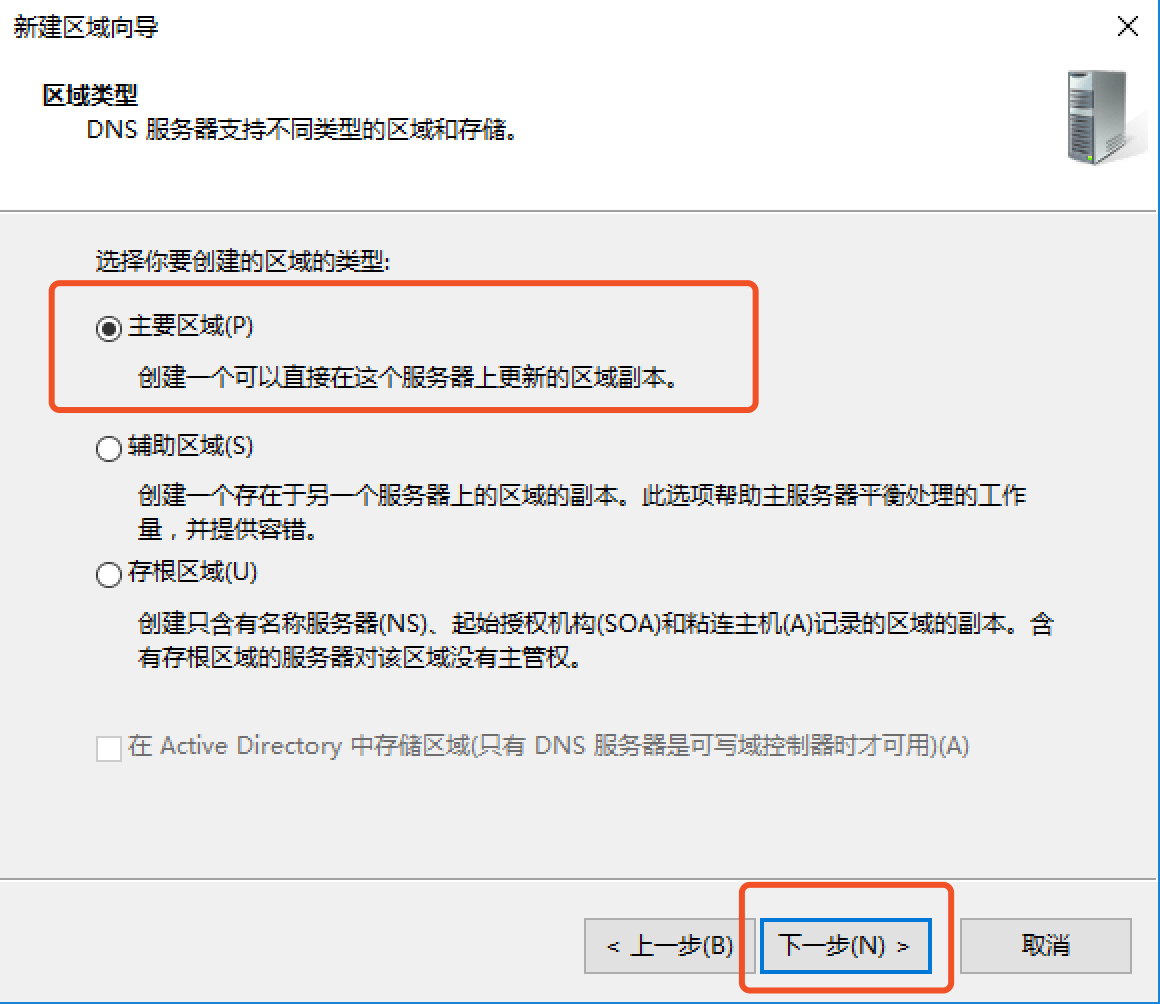 新建区域向导
区域类型
DNS 服务器支持不同类型的区域和存储。
选择你要创建的区域的类型:
主要区域(P)
创建一个可以直接在这个服务器上更新的区域副本。
辅助区域(S)
创建一个存在于另一个服务器上的区域的副本。此选项帮助主服务器平衡处理的工作
量，并提供容错。
存根区域(U)
创建只含有名称服务器(NS)、起始授权机构(SOA)和粘连主机(A)记录的区域的副本。含
有存根区域的服务器对该区域没有主管权。
在 Active Directory 中存储区域(只有 DNS 服务器是可写域控制器时才可用)(A)
< 上一步(B) 下一步(N) > 取消